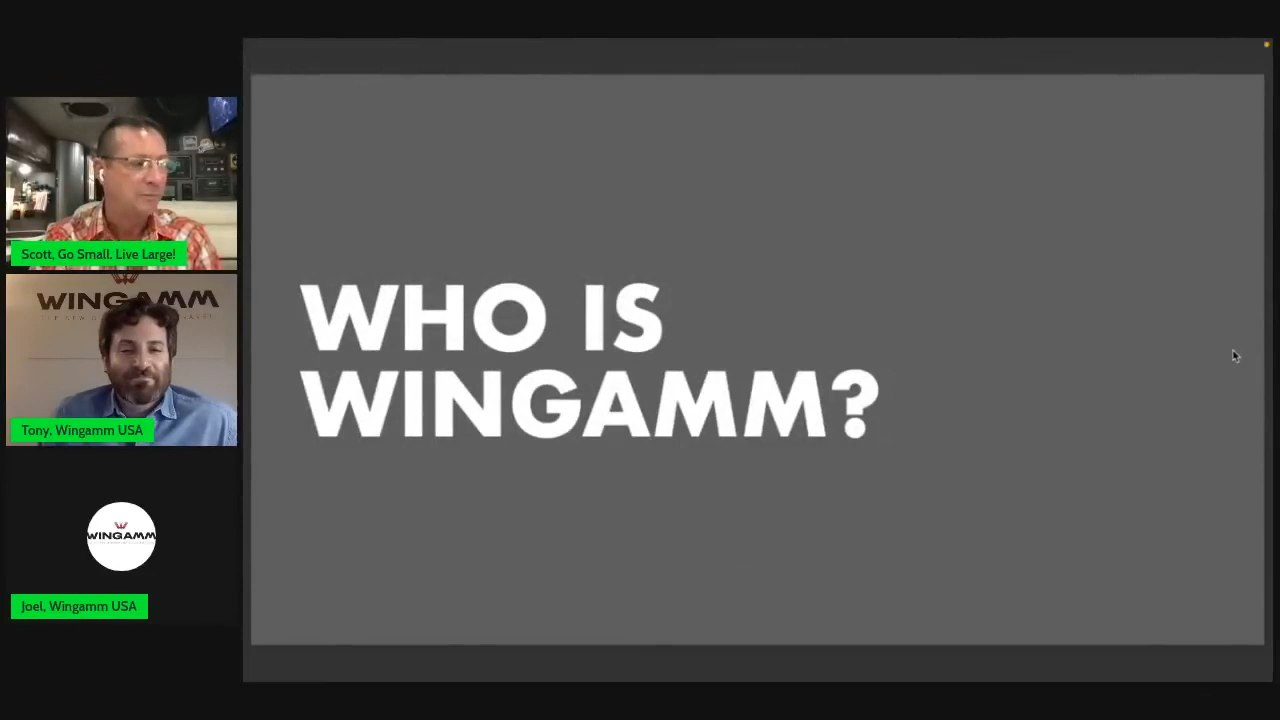 Scott, Go Small, Live Large!
WINGAMM
Tony, Wingamm USA
WINGAMM
Joel, Wingamm USA
WHO IS
WINGAMM?